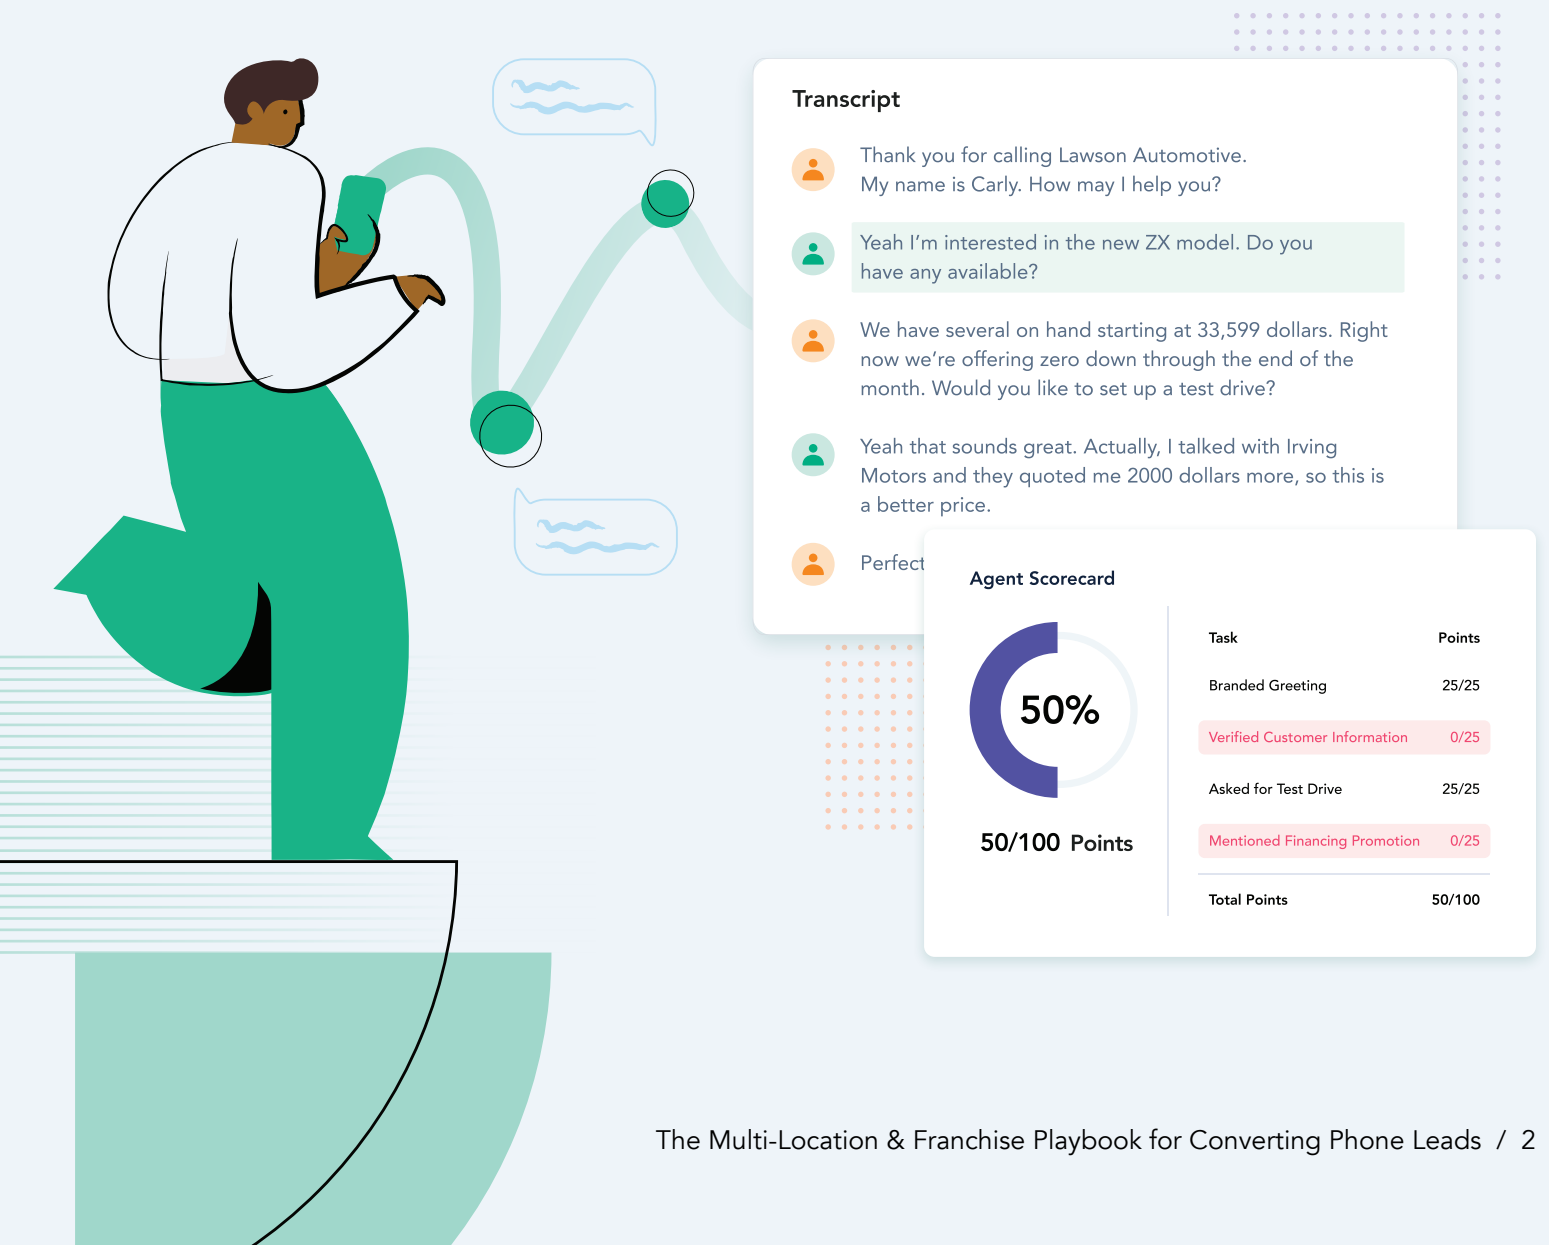 Transcript
Thank you for calling Lawson Automotive.
My name is Carly. How may I help you?
Yeah I'm interested in the new ZX model. Do you
have any available?
We have several on hand starting at 33,599 dollars. Right
now we're offering zero down through the end of the
month. Would you like to set up a test drive?
Yeah that sounds great. Actually, I talked with Irving
Motors and they quoted me 2000 dollars more, so this is
a better price.
Perfect
Agent Scorecard
50%
50/100 Points
Task Points
Branded Greeting 25/25
Verified Customer Information 0/25
Asked for Test Drive 25/25
Mentioned Financing Promotion 0/25
Total Points 50/100
The Multi-Location & Franchise Playbook for Converting Phone Leads / 2